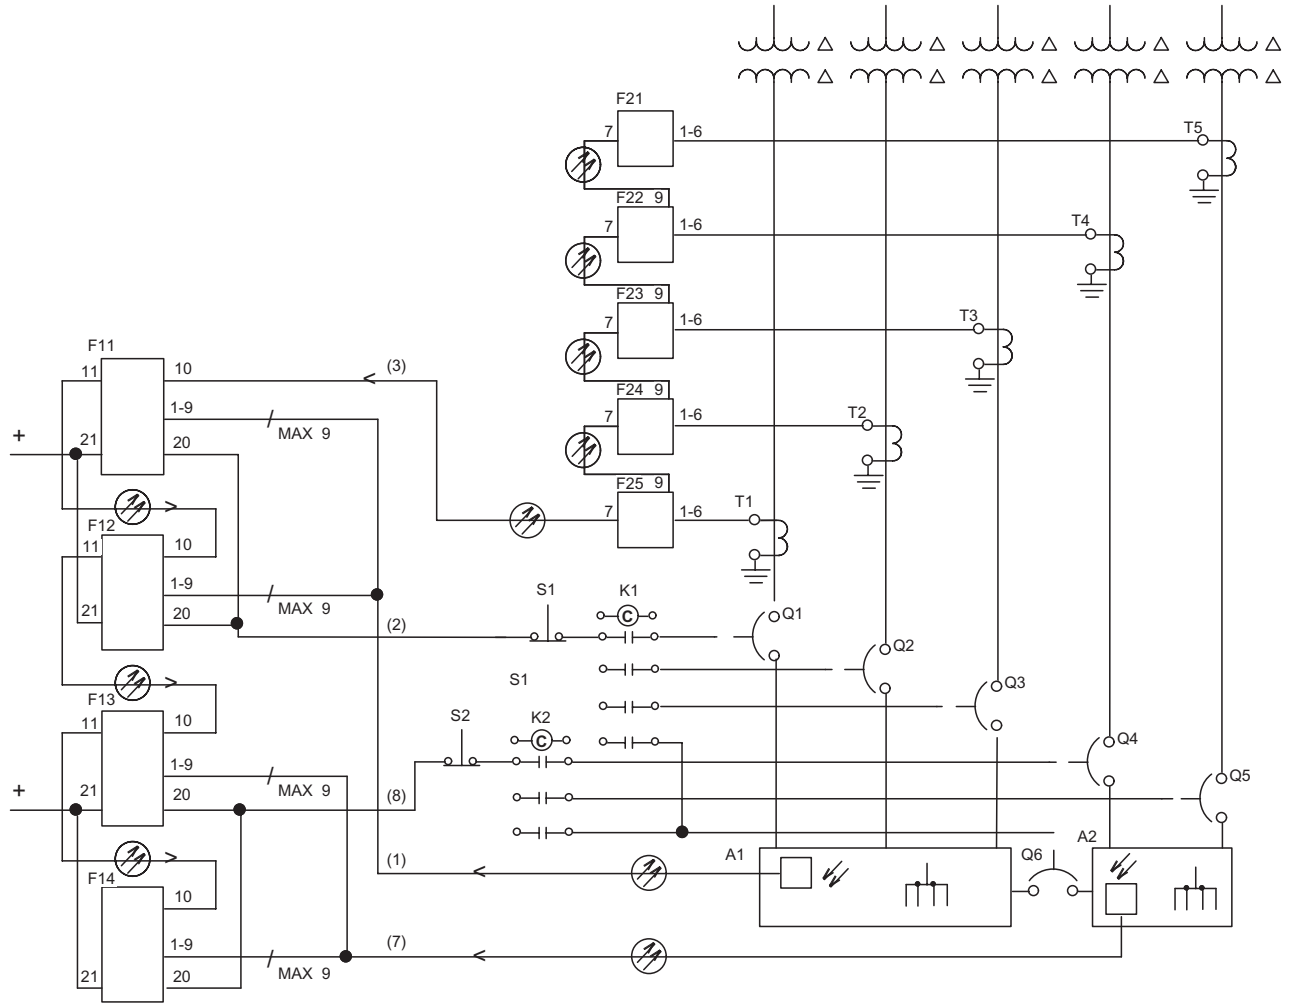 F21
7 1-6
T5
F22 9
7 1-6
T4
F23 9
7 1-6
T3
F24 9
7 1-6
T2
F25 9
7 1-6
T1
F11
11 10
(3)
1-9
MAX 9
+
21 20
F12
11 10
1-9
MAX 9
21 20
(2)
S1
K1
C
Q1
Q2
S1
Q3
F13
11 10
S2
K2
C
Q4
1-9
MAX 9
+
21 20
(8)
Q5
F14
10
(1)
A1
Q6
A2
1-9
MAX 9
21 20
(7)